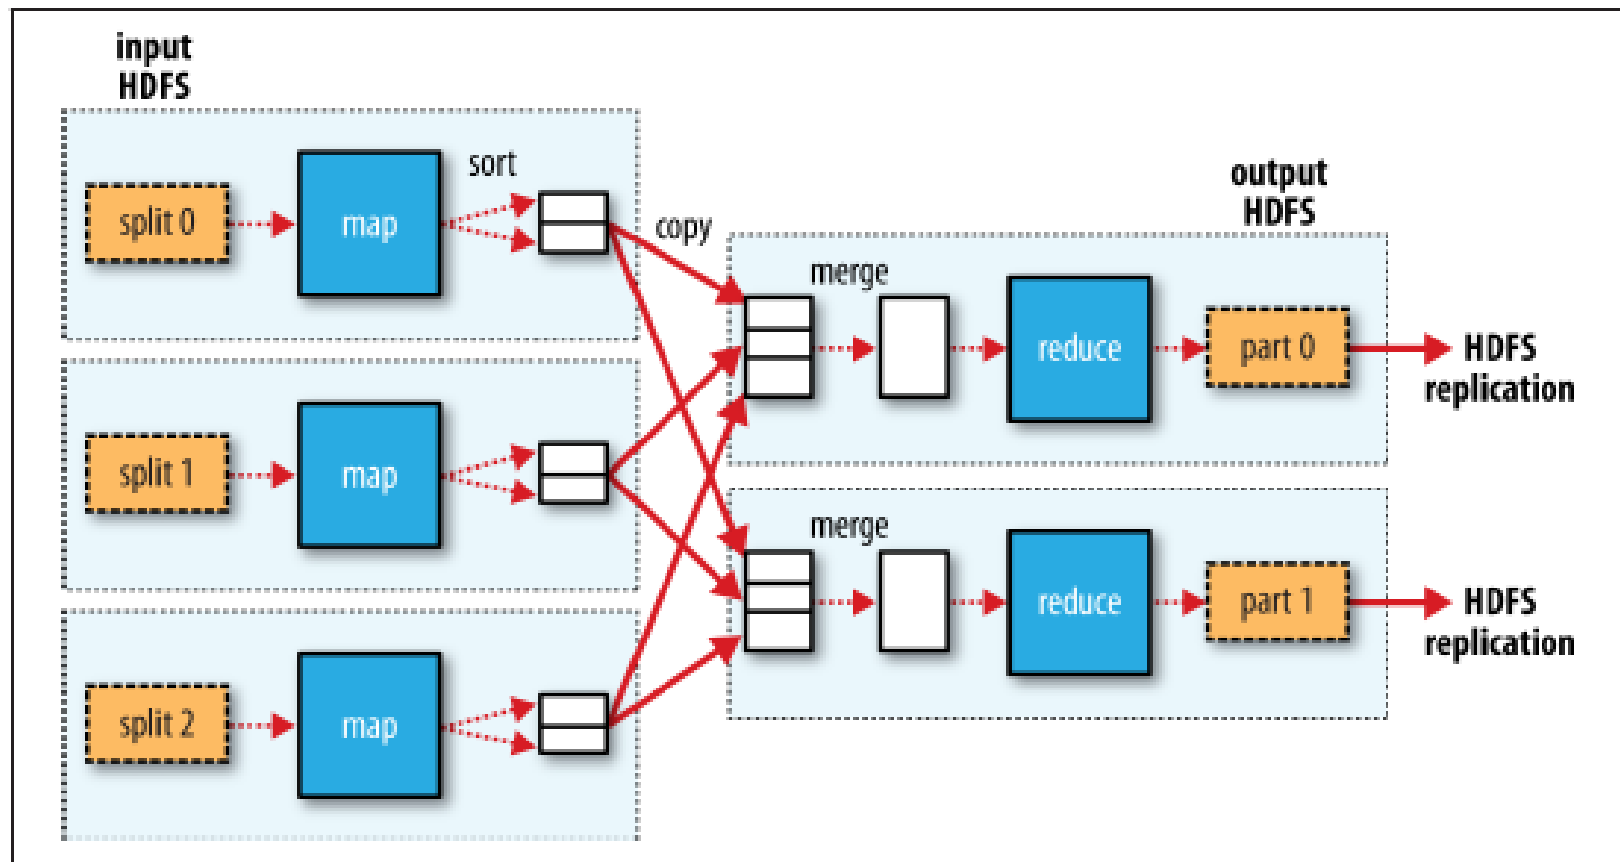 input
HDFS
sort
split 0
map
copy
split 1
map
split 2
map
output
HDFS
merge
reduce
part 0
HDFS
replication
merge
reduce
part 1
HDFS
replication